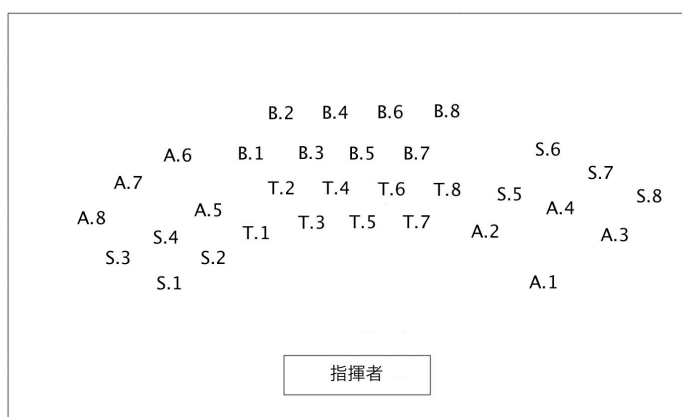 B.2 B.4 B.6 B.8
A.6 B.1 B.3 B.5 B.7 S.6
A.7 T.2 T.4 T.6 T.8 S.5 S.7 S.8
A.8 A.5 T.1 T.3 T.5 T.7 A.2 A.4 A.3
S.3 S.4 S.2
S.1 A.1
指揮者